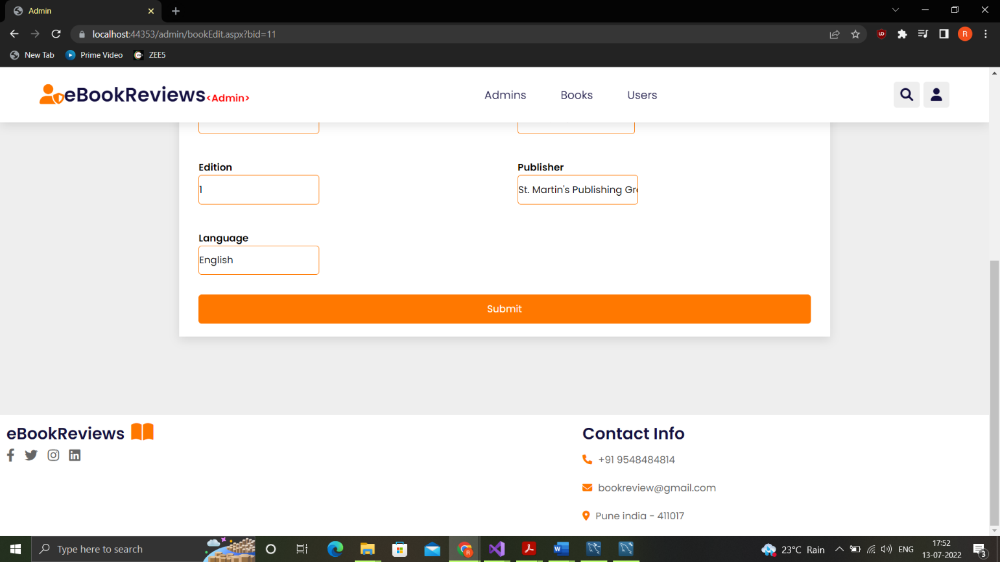 Admin
localhost:44353/admin/bookEdit.aspx?bid=11
R
New Tab Prime Video ZEE5
eBookReviews<Admin> Admins Books Users
Edition Publisher
1 St. Martin's Publishing Gr
Language
English
Submit
eBookReviews Contact Info
+91 9548484814
bookreview@gmail.com
Pune india - 411017
Type here to search 23°C Rain ENG 17:52
13-07-2022 3